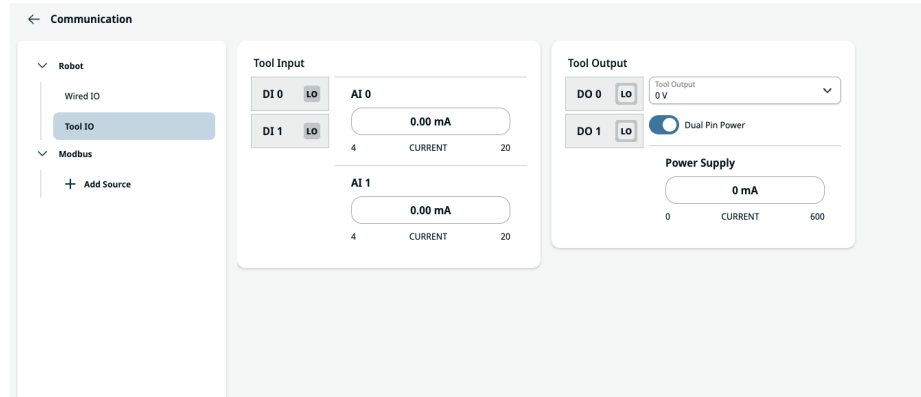 Communication
Robot
Wired IO
Tool IO
Modbus
Add Source
Tool Input
DI 0 LO
DI 1 LO
AI 0
0.00 mA
4 CURRENT 20
AI 1
0.00 mA
4 CURRENT 20
Tool Output
DO 0 LO
DO 1 LO
Tool Output
0 V
Dual Pin Power
Power Supply
0 mA
0 CURRENT 600